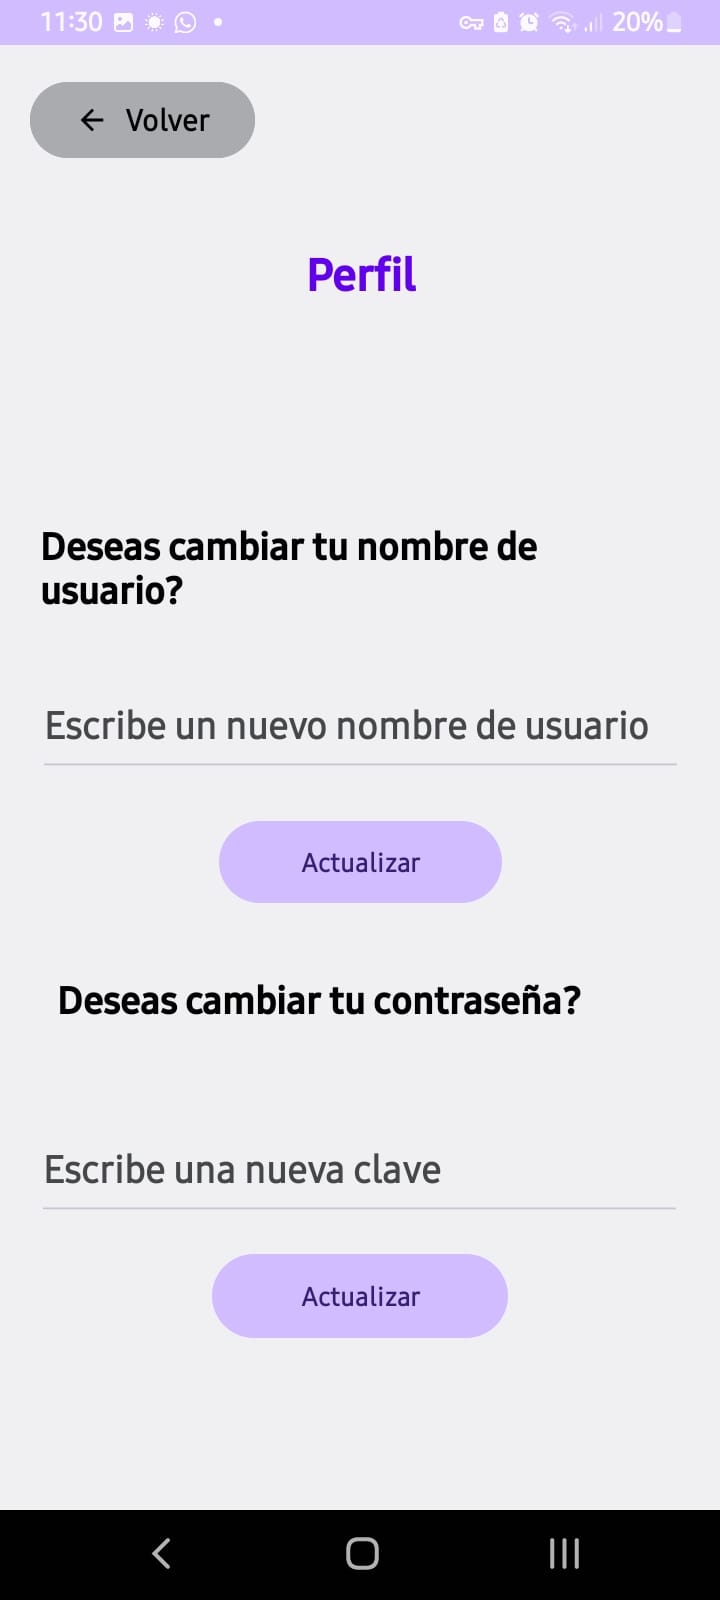 11:30 20%
Volver
Perfil
Deseas cambiar tu nombre de
usuario?
Escribe un nuevo nombre de usuario
Actualizar
Deseas cambiar tu contraseña?
Escribe una nueva clave
Actualizar